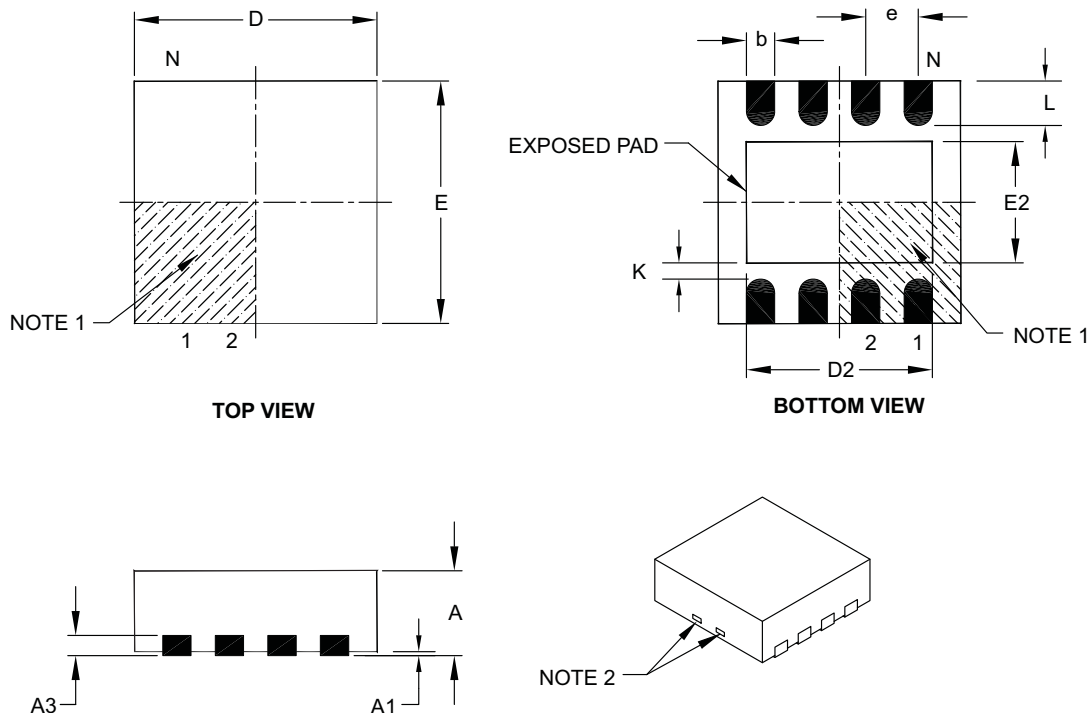 D
N
E
NOTE 1
1 2
TOP VIEW
e
b
N
L
EXPOSED PAD
E2
K
NOTE 1
2 1
D2
BOTTOM VIEW
A
A3
A1
NOTE 2